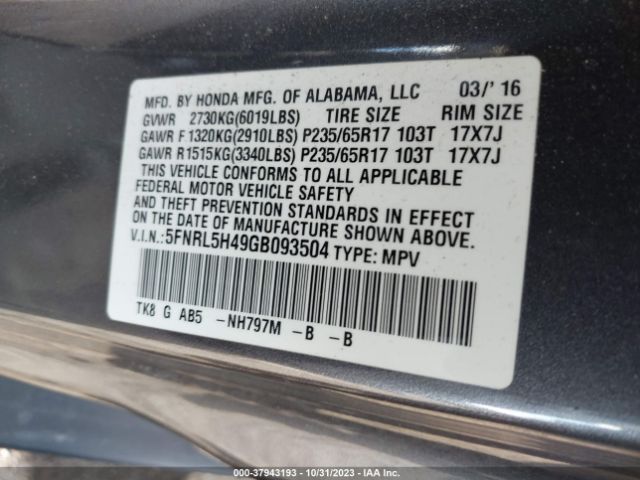 MFD. BY HONDA MFG. OF ALABAMA, LLC 03/'16
GVWR 2730KG(6019LBS) TIRE SIZE RIM SIZE
GAWR F 1320KG(2910LBS) P235/65R17 103T 17X7J
GAWR R1515KG(3340LBS) P235/65R17 103T 17X7J
THIS VEHICLE CONFORMS TO ALL APPLICABLE
FEDERAL MOTOR VEHICLE SAFETY
AND THEFT PREVENTION STANDARDS IN EFFECT
ON THE DATE OF MANUFACTURE SHOWN ABOVE.
V.I.N.:5FNRL5H49GB093504 TYPE: MPV
TK8 G AB5 -NH797M -B -B
000-37943193 - 10/31/2023 - IAA Inc.